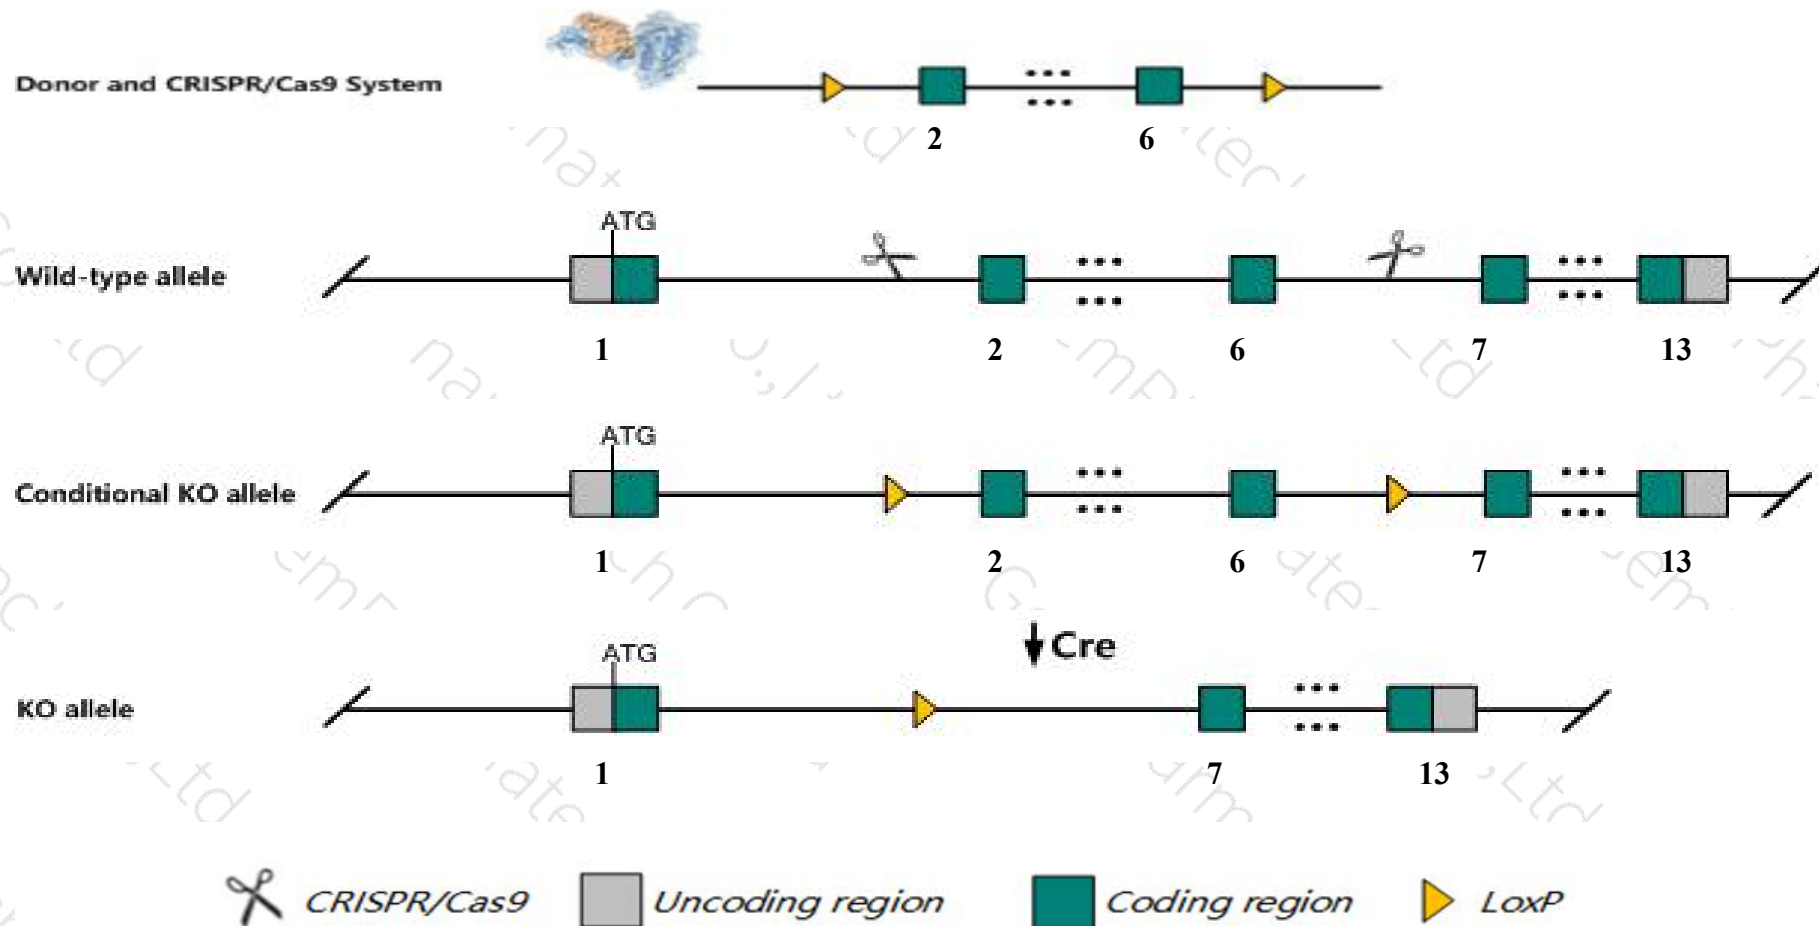 Donor and CRISPR/Cas9 System
2 6
ATG
Wild-type allele
1 2 6 7 13
ATG
Conditional KO allele
1 2 6 7 13
Cre
ATG
KO allele
1 7 13
CRISPR/Cas9 Uncoding region Coding region LoxP